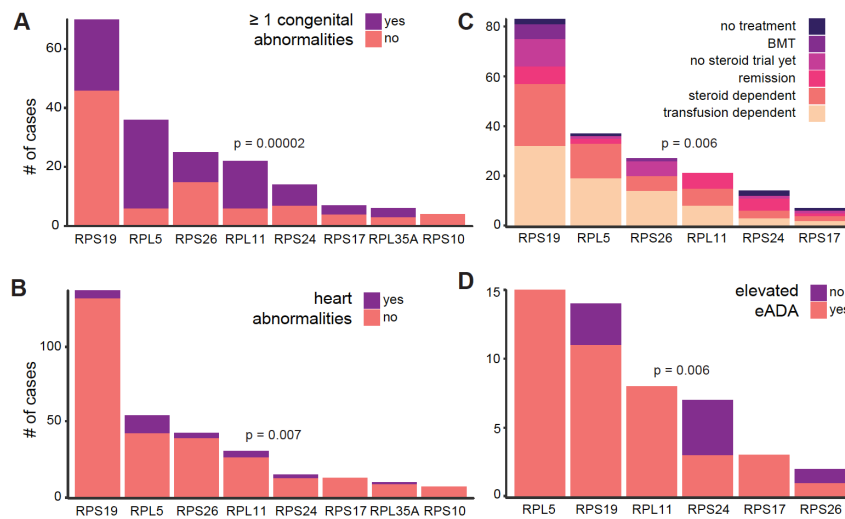 A
≥ 1 congenital
abnormalities
yes
no
# of cases
60
40
20
0
p = 0.00002
RPS19 RPL5 RPS26 RPL11 RPS24 RPS17 RPL35A RPS10
B
heart
abnormalities
yes
no
# of cases
100
50
0
p = 0.007
RPS19 RPL5 RPS26 RPL11 RPS24 RPS17 RPL35A RPS10
C
no treatment
BMT
no steroid trial yet
remission
steroid dependent
transfusion dependent
80
60
40
20
0
p = 0.006
RPS19 RPL5 RPS26 RPL11 RPS24 RPS17
D
elevated
eADA
no
yes
15
10
5
0
p = 0.006
RPL5 RPS19 RPL11 RPS24 RPS17 RPS26